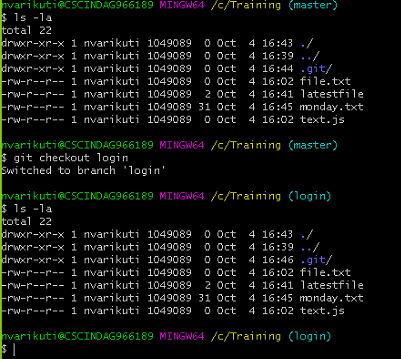 nvarikuti@CSCINDAG966189 MINGW64 /c/Training (master)
$ ls -la
total 22
drwxr-xr-x 1 nvarikuti 1049089  0 Oct  4 16:43 ./
drwxr-xr-x 1 nvarikuti 1049089  0 Oct  4 16:39 ../
drwxr-xr-x 1 nvarikuti 1049089  0 Oct  4 16:44 .git/
-rw-r--r-- 1 nvarikuti 1049089  0 Oct  4 16:02 file.txt
-rw-r--r-- 1 nvarikuti 1049089  2 Oct  4 16:41 latestfile
-rw-r--r-- 1 nvarikuti 1049089 31 Oct  4 16:45 monday.txt
-rw-r--r-- 1 nvarikuti 1049089  0 Oct  4 16:02 text.js
nvarikuti@CSCINDAG966189 MINGW64 /c/Training (master)
$ git checkout login
Switched to branch 'login'
nvarikuti@CSCINDAG966189 MINGW64 /c/Training (login)
$ ls -la
total 22
drwxr-xr-x 1 nvarikuti 1049089  0 Oct  4 16:43 ./
drwxr-xr-x 1 nvarikuti 1049089  0 Oct  4 16:39 ../
drwxr-xr-x 1 nvarikuti 1049089  0 Oct  4 16:46 .git/
-rw-r--r-- 1 nvarikuti 1049089  0 Oct  4 16:02 file.txt
-rw-r--r-- 1 nvarikuti 1049089  2 Oct  4 16:41 latestfile
-rw-r--r-- 1 nvarikuti 1049089 31 Oct  4 16:45 monday.txt
-rw-r--r-- 1 nvarikuti 1049089  0 Oct  4 16:02 text.js
nvarikuti@CSCINDAG966189 MINGW64 /c/Training (login)
$